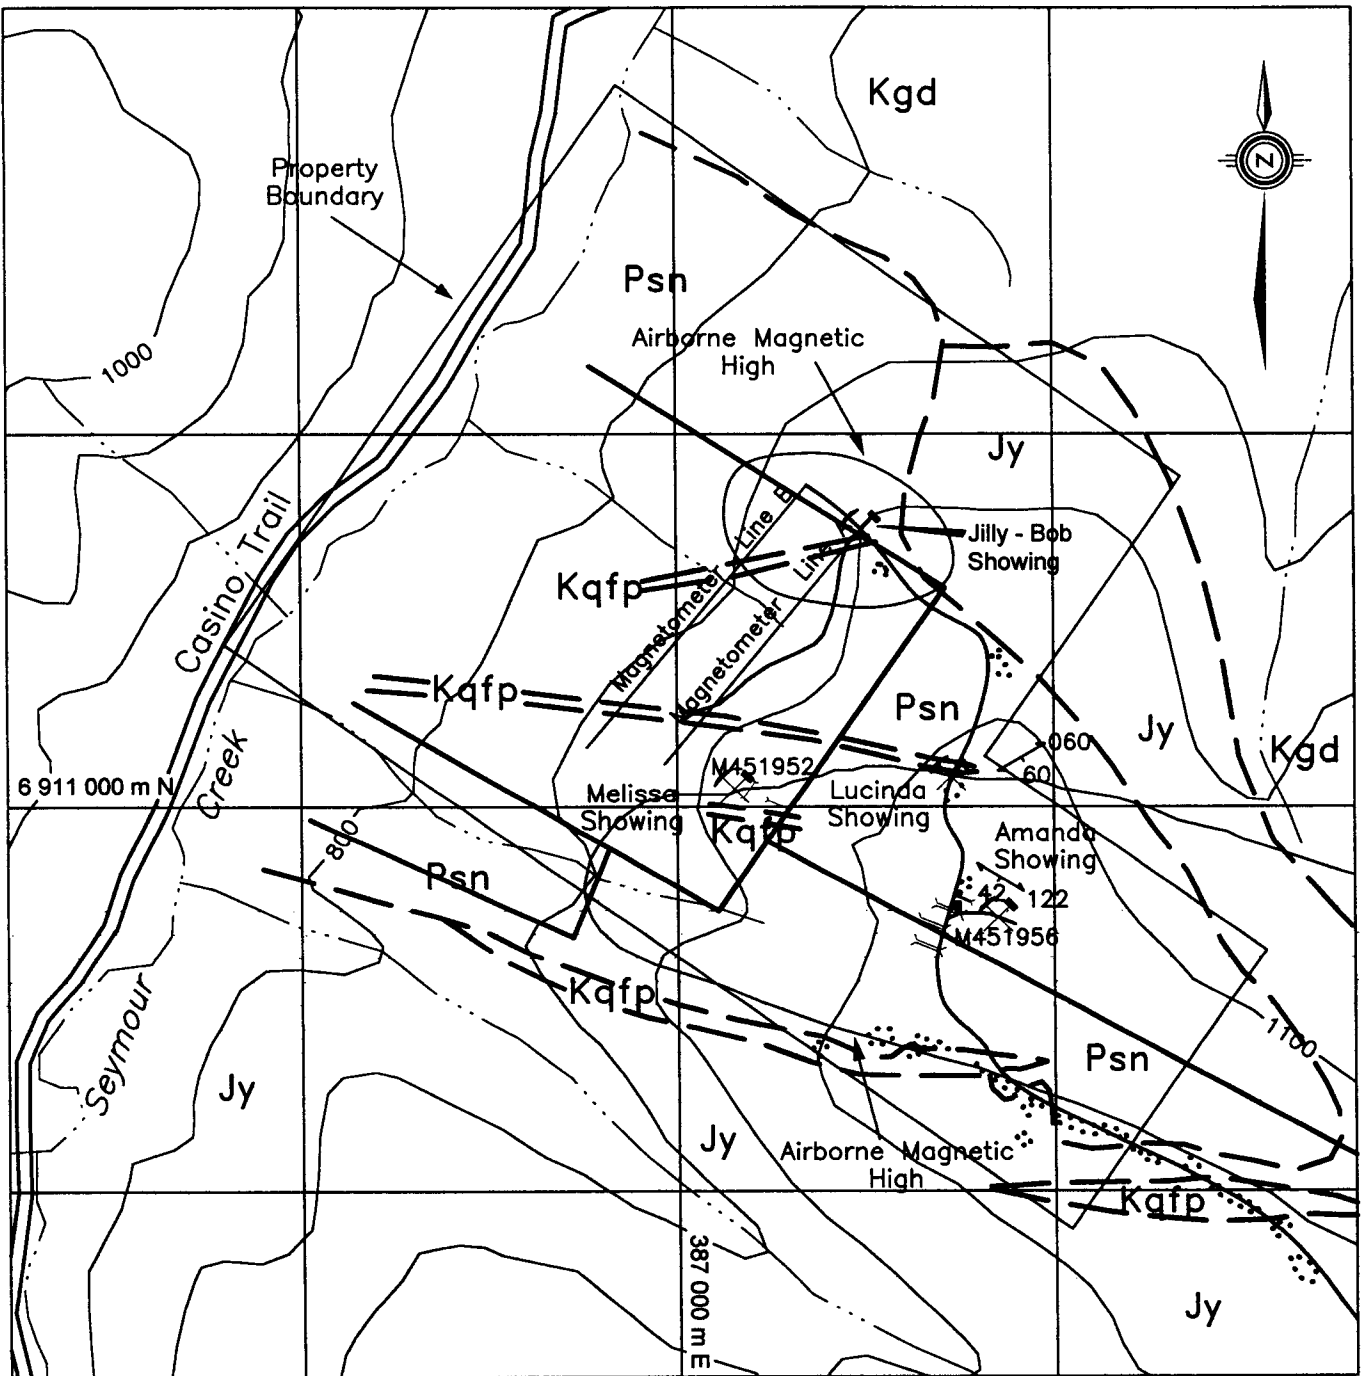 Kgd
N
Property
Boundary
Psn
Airborne Magnetic
High
1000
Jy
Line B
Jilly - Bob
Showing
Casino Trail
Line
Kqfp
Magnetometer
Magnetometer
Kqfp
Psn
Jy
060
Kgd
60
M451952
6 911 000 m N
Creek
Melissa
Showing
Lucinda
Showing
Kqfp
800
Amanda
Showing
Psn
42
122
M451956
Kqfp
Seymour
1100
Psn
Jy
Jy
Airborne Magnetic
High
Kqfp
387 000 m E
Jy